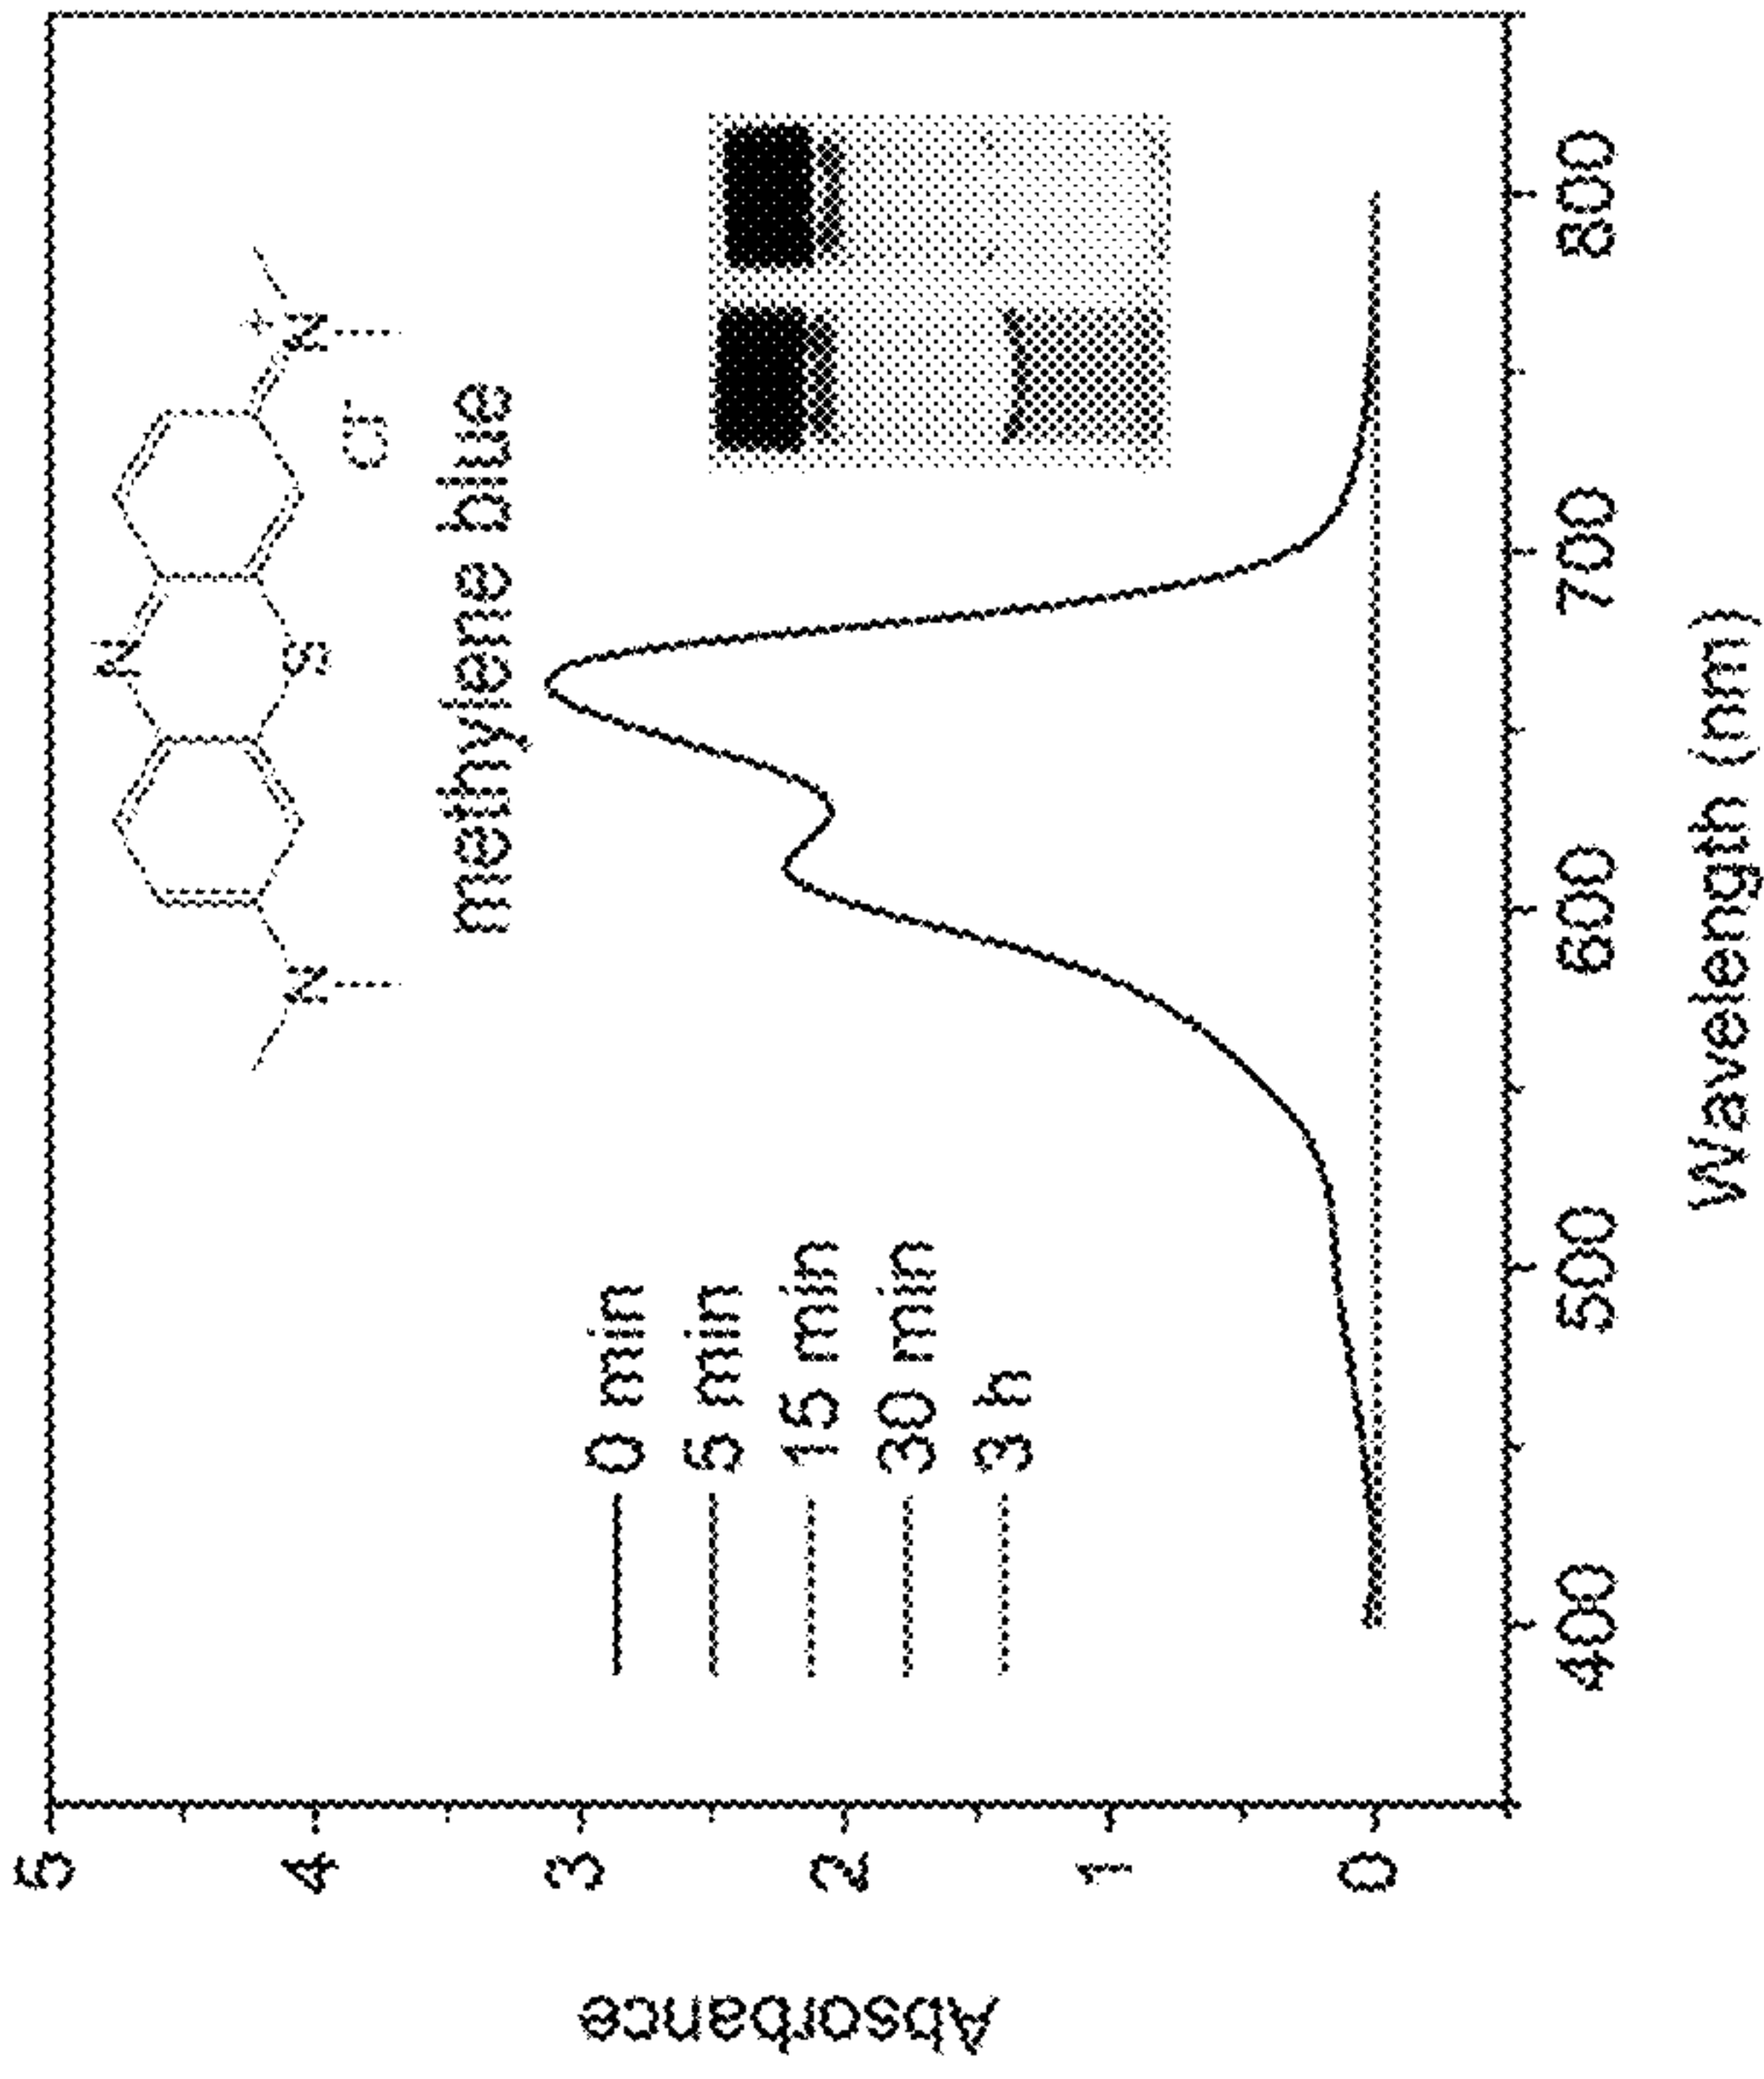 N
N
S
N
+
Cl-
methylene blue
0 min
5 min
15 min
30 min
3 h
5
4
3
2
1
0
Absorbance
400
500
600
700
800
Wavelength (nm)